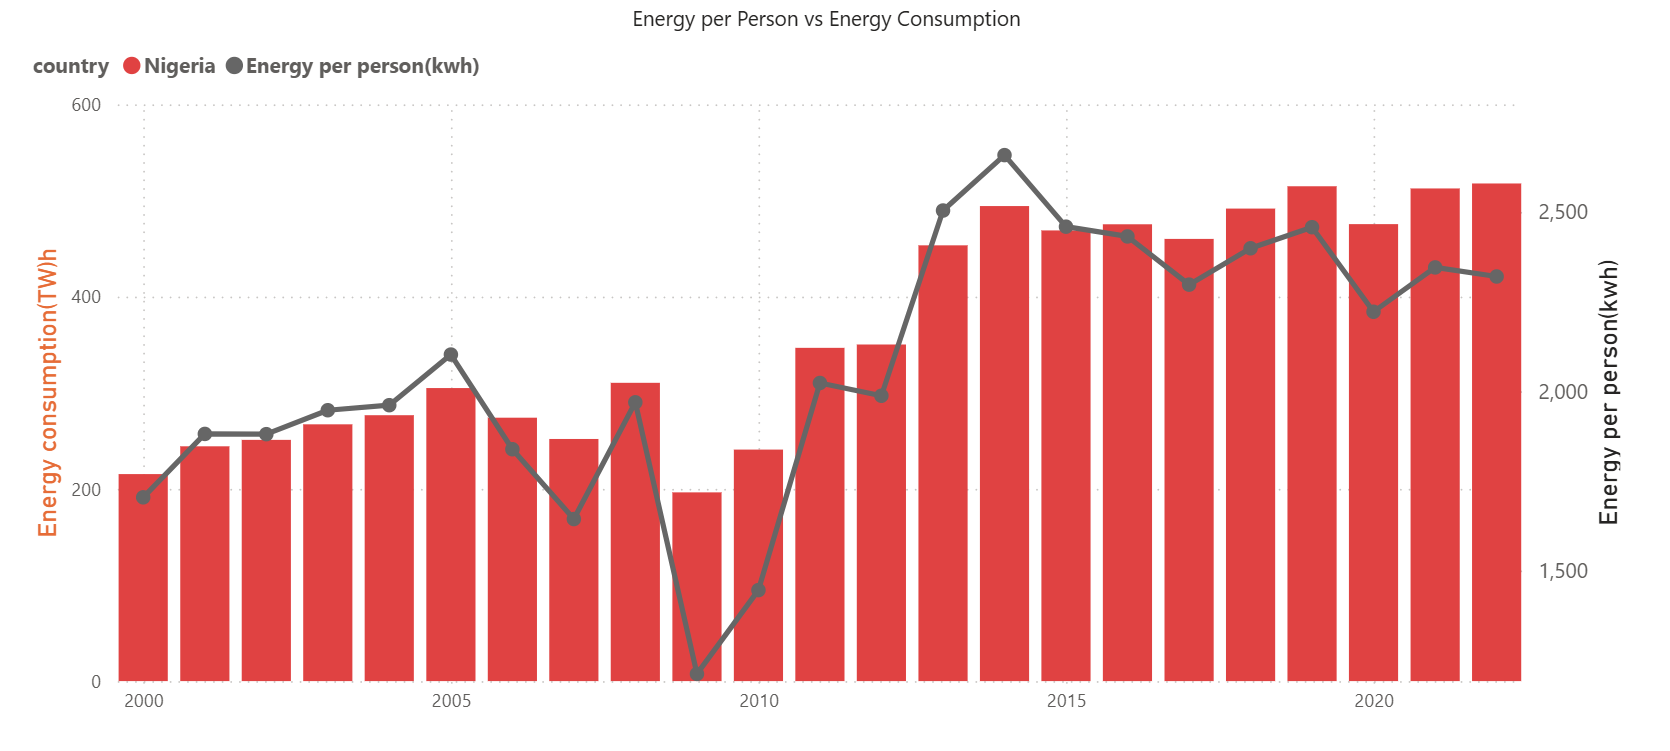 Energy per Person vs Energy Consumption
country Nigeria Energy per person(kwh)
600
400
200
0
Energy consumption(TW)h
2,500
2,000
1,500
Energy per person(kwh)
2000 2005 2010 2015 2020